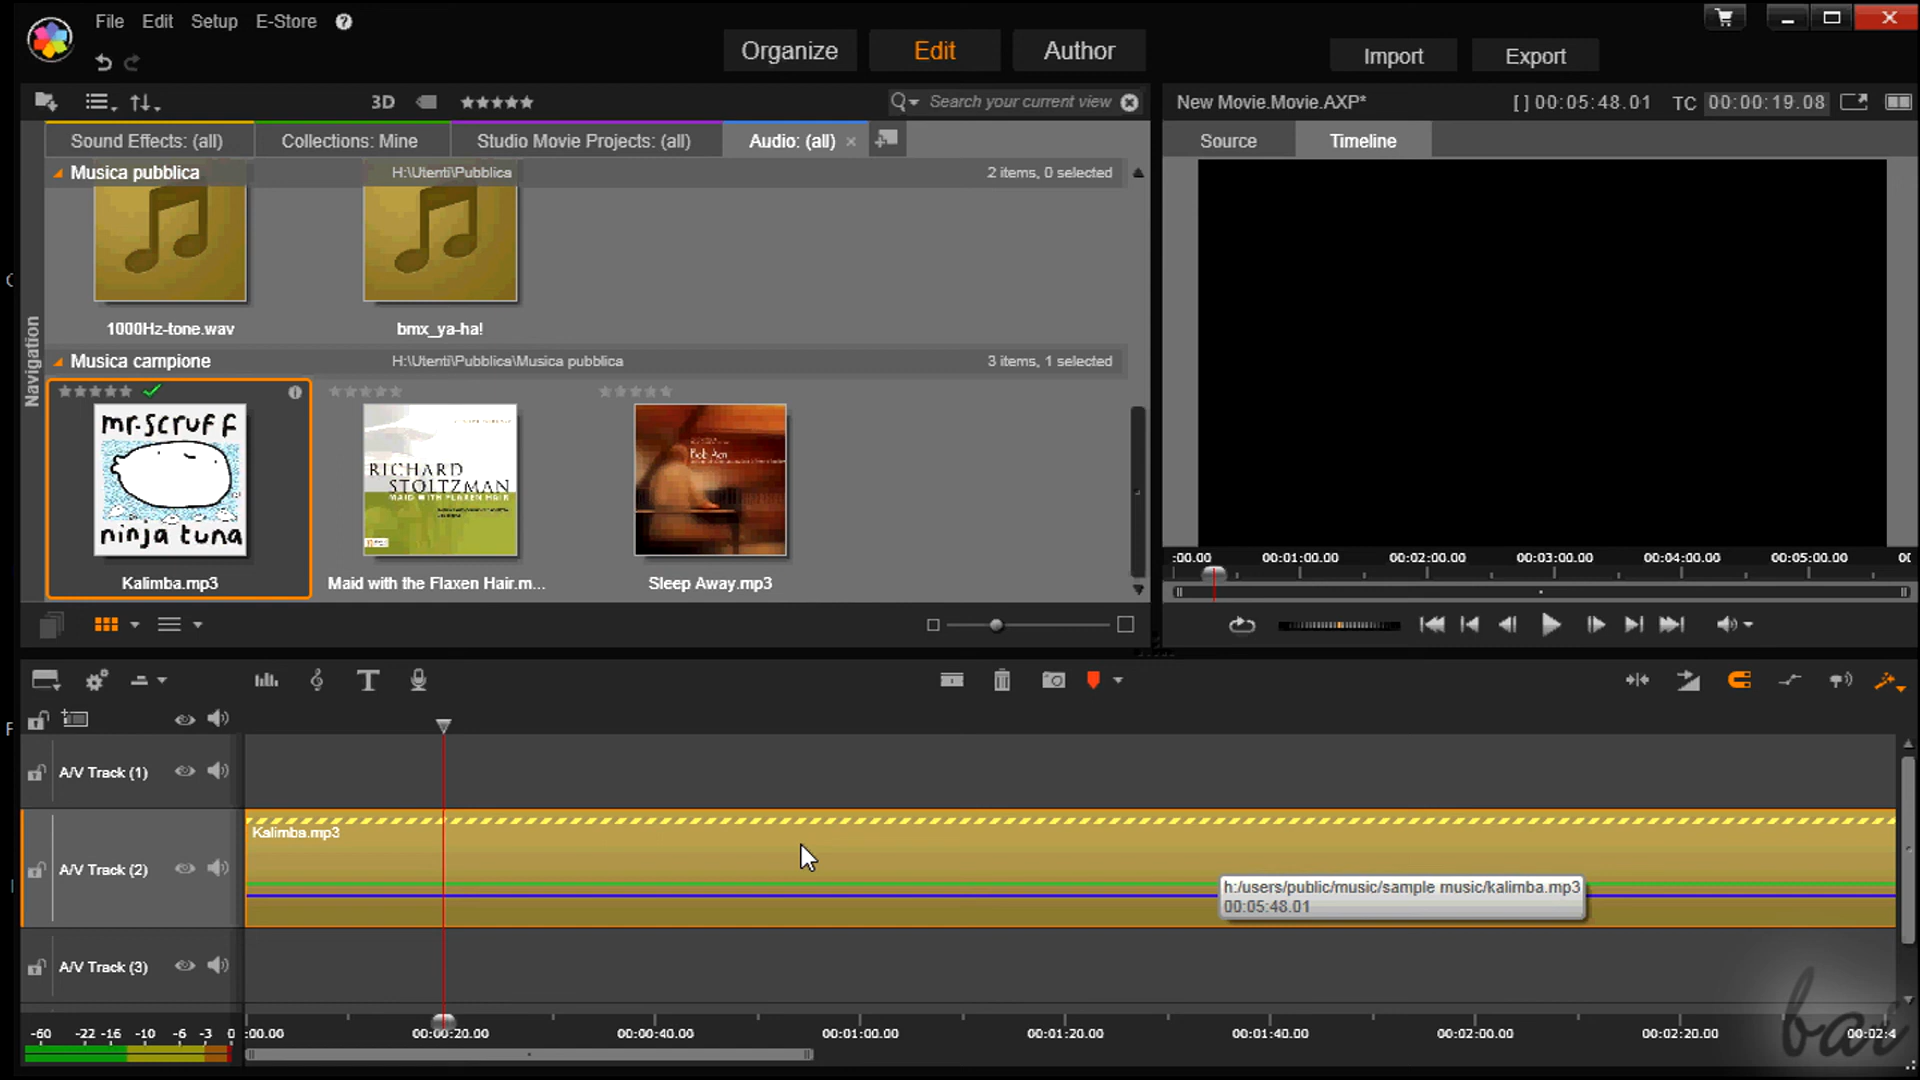 File Edit Setup E-Store ?
Organize Edit Author
Import Export
3D
Search your current view
New Movie.Movie.AXP*
[ ] 00:05:48.01 TC 00:00:19.08
Sound Effects: (all) Collections: Mine Studio Movie Projects: (all) Audio: (all)
Source Timeline
Musica pubblica H:\Utenti\Pubblica 2 items, 0 selected
1000Hz-tone.wav bmx_ya-ha!
Navigation
Musica campione H:\Utenti\Pubblica\Musica pubblica 3 items, 1 selected
mr.scruff
ninja tuna
RICHARD
STOLTZMAN
MAID WITH FLAXEN HAIR
Kalimba.mp3 Maid with the Flaxen Hair.m... Sleep Away.mp3
:00.00 00:01:00.00 00:02:00.00 00:03:00.00 00:04:00.00 00:05:00.00 00
T
A/V Track (1)
Kalimba.mp3
A/V Track (2)
h:/users/public/music/sample music/kalimba.mp3
00:05:48.01
A/V Track (3)
-60 -22 -16 -10 -6 -3 0
:00.00 00:00:20.00 00:00:40.00 00:01:00.00 00:01:20.00 00:01:40.00 00:02:00.00 00:02:20.00 00:02:4